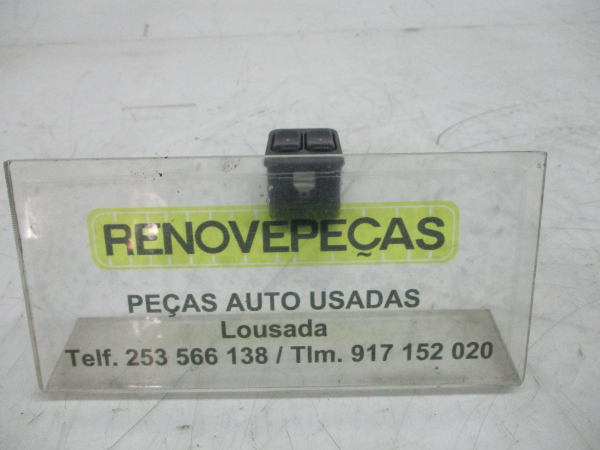 RENOVEPEÇAS
PEÇAS AUTO USADAS
Lousada
Telf. 253 566 138 / Tlm. 917 152 020